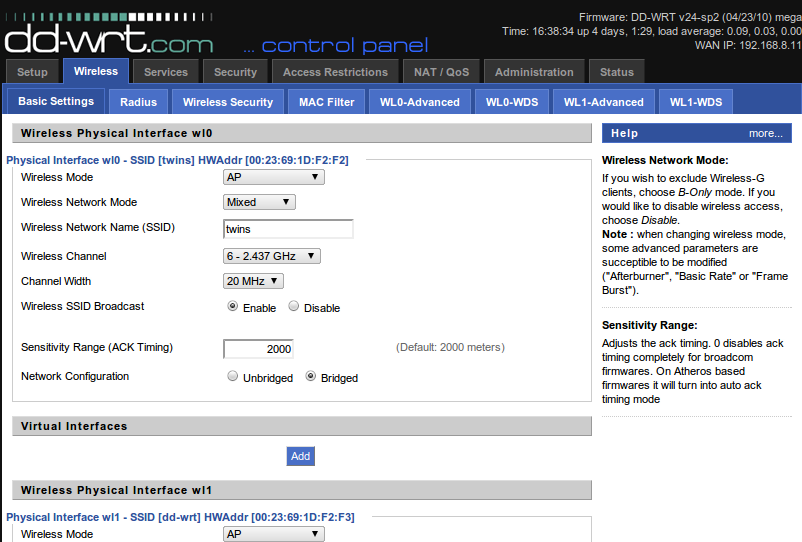 dd-wrt.com ... control panel
Firmware: DD-WRT v24-sp2 (04/23/10) mega
Time: 16:38:34 up 4 days, 1:29, load average: 0.09, 0.03, 0.00
WAN IP: 192.168.8.11
Setup Wireless Services Security Access Restrictions NAT / QoS Administration Status
Basic Settings Radius Wireless Security MAC Filter WL0-Advanced WL0-WDS WL1-Advanced WL1-WDS
Wireless Physical Interface wl0
Physical Interface wl0 - SSID [twins] HWAddr [00:23:69:1D:F2:F2]
Wireless Mode AP
Wireless Network Mode Mixed
Wireless Network Name (SSID) twins
Wireless Channel 6 - 2.437 GHz
Channel Width 20 MHz
Wireless SSID Broadcast Enable Disable
Sensitivity Range (ACK Timing) 2000 (Default: 2000 meters)
Network Configuration Unbridged Bridged
Virtual Interfaces
Add
Wireless Physical Interface wl1
Physical Interface wl1 - SSID [dd-wrt] HWAddr [00:23:69:1D:F2:F3]
Wireless Mode AP
Help more...
Wireless Network Mode:
If you wish to exclude Wireless-G
clients, choose B-Only mode. If you
would like to disable wireless access,
choose Disable.
Note : when changing wireless mode,
some advanced parameters are
succeptible to be modified
("Afterburner", "Basic Rate" or "Frame
Burst").
Sensitivity Range:
Adjusts the ack timing. 0 disables ack
timing completely for broadcom
firmwares. On Atheros based
firmwares it will turn into auto ack
timing mode